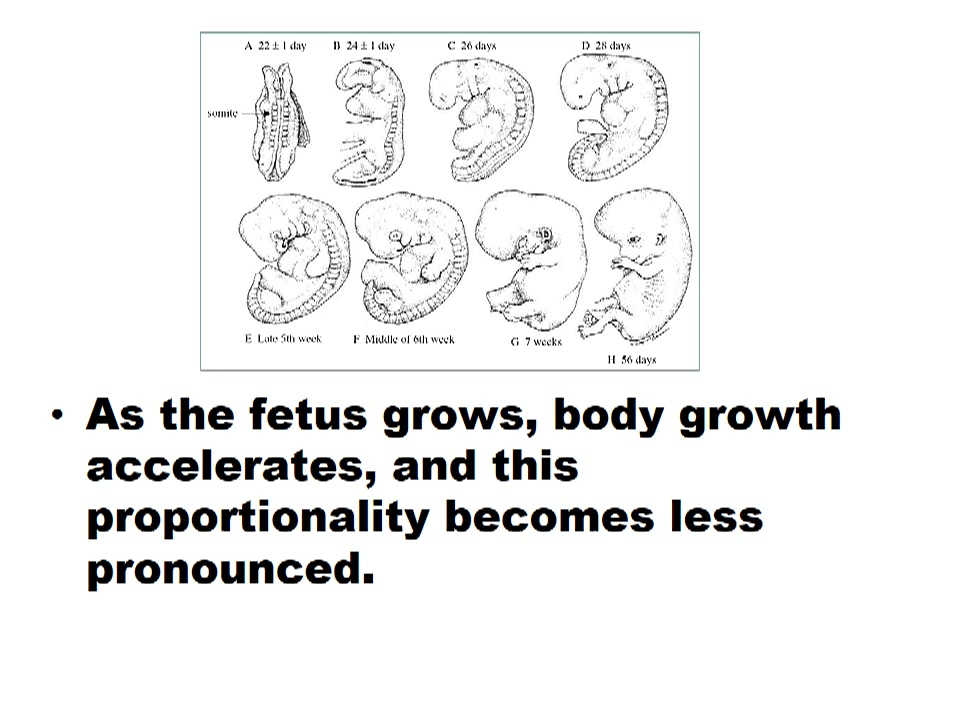 A 22 ± 1 day B 24 ± 1 day C 26 days D 28 days
somite
E Late 5th week F Middle of 6th week G 7 weeks
H 56 days
• As the fetus grows, body growth
accelerates, and this
proportionality becomes less
pronounced.